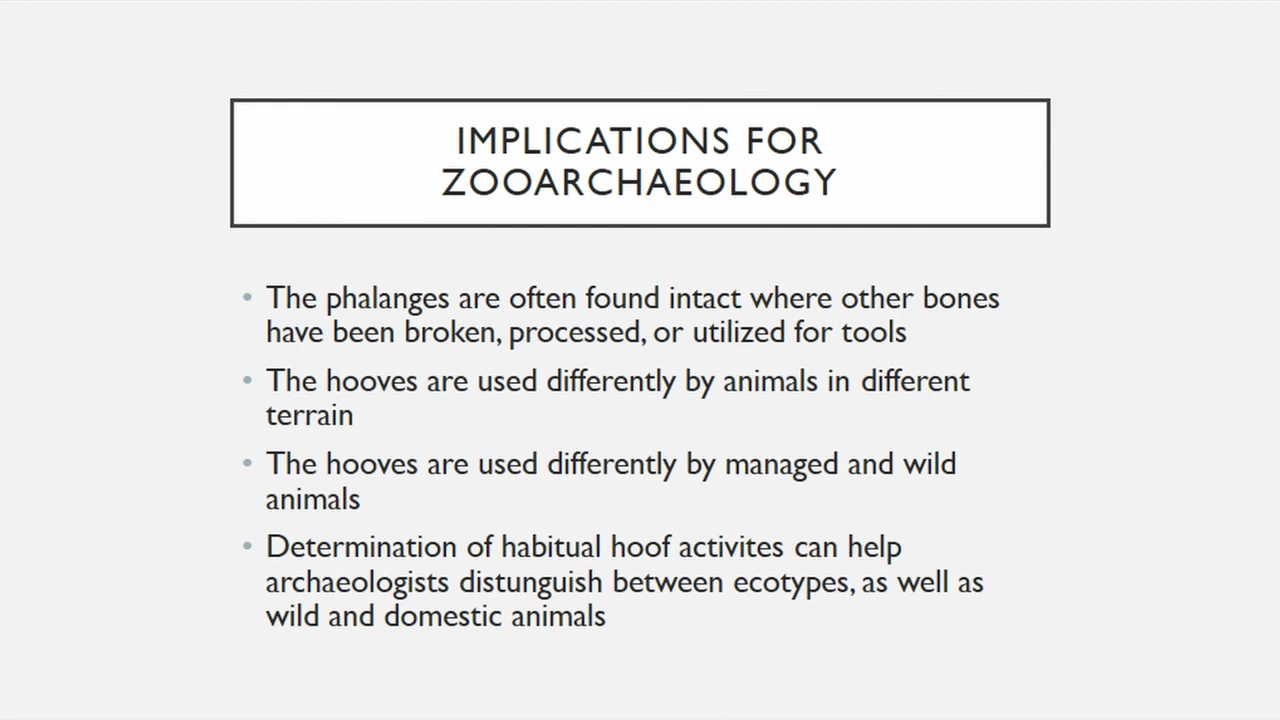 IMPLICATIONS FOR
ZOOARCHAEOLOGY
• The phalanges are often found intact where other bones
have been broken, processed, or utilized for tools
• The hooves are used differently by animals in different
terrain
• The hooves are used differently by managed and wild
animals
• Determination of habitual hoof activites can help
archaeologists distunguish between ecotypes, as well as
wild and domestic animals